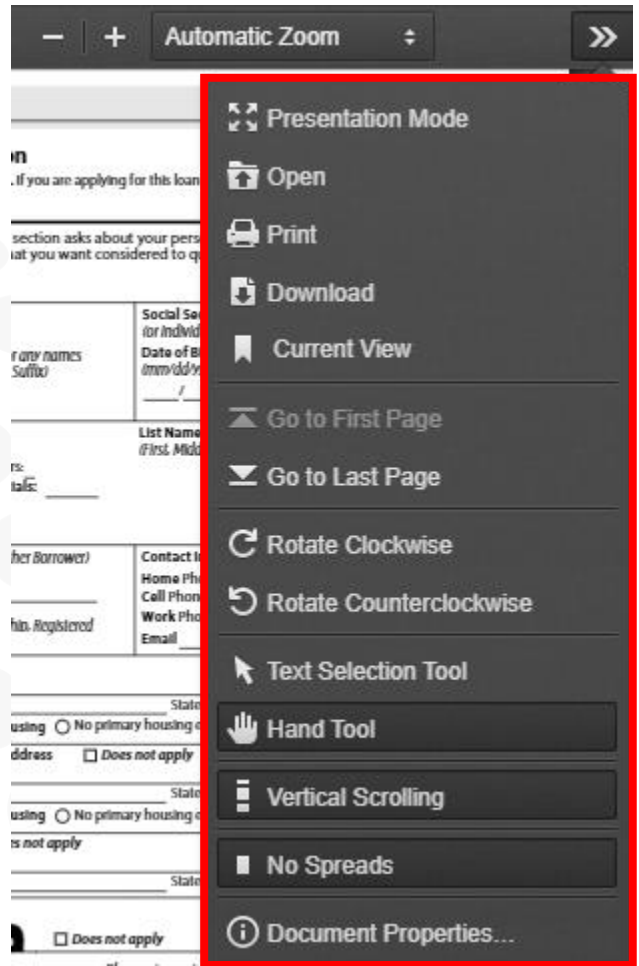 Automatic Zoom
on
. If you are applying for this loan
section asks about your pers
at you want considered to q
Social Se
(or Individ
r any names
Suffix)
Date of B
(mm/dd/y
/
List Name
(First, Midd
rs:
tials:
her Borrower)
Contact I
Home Ph
Cell Phon
hip, Registered
Work Pho
Email
State
using No primary housing e
ddress Does not apply
State
using No primary housing e
es not apply
State
Does not apply
Presentation Mode
Open
Print
Download
Current View
Go to First Page
Go to Last Page
Rotate Clockwise
Rotate Counterclockwise
Text Selection Tool
Hand Tool
Vertical Scrolling
No Spreads
Document Properties...